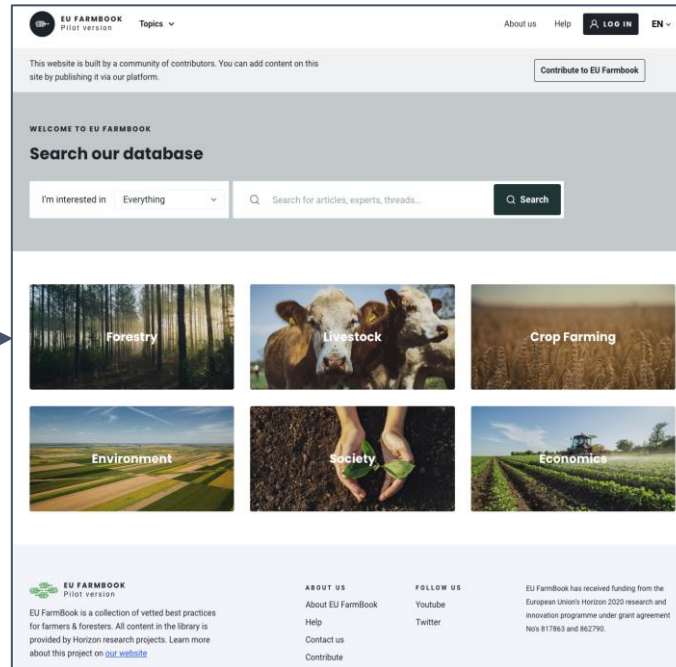 EU FARMBOOK
Pilot version
Topics
About us
Help
LOG IN
EN
This website is built by a community of contributors. You can add content on this
site by publishing it via our platform.
Contribute to EU Farmbook
WELCOME TO EU FARMBOOK
Search our database
I'm interested in
Everything
Search for articles, experts, threads...
Search
Forestry
Livestock
Crop Farming
Environment
Society
Economics
EU FARMBOOK
Pilot version
EU FarmBook is a collection of vetted best practices
for farmers & foresters. All content in the library is
provided by Horizon research projects. Learn more
about this project on our website
ABOUT US
About EU FarmBook
Help
Contact us
Contribute
FOLLOW US
Youtube
Twitter
EU FarmBook has received funding from the
European Union's Horizon 2020 research and
innovation programme under grant agreement
No's 817863 and 862790.